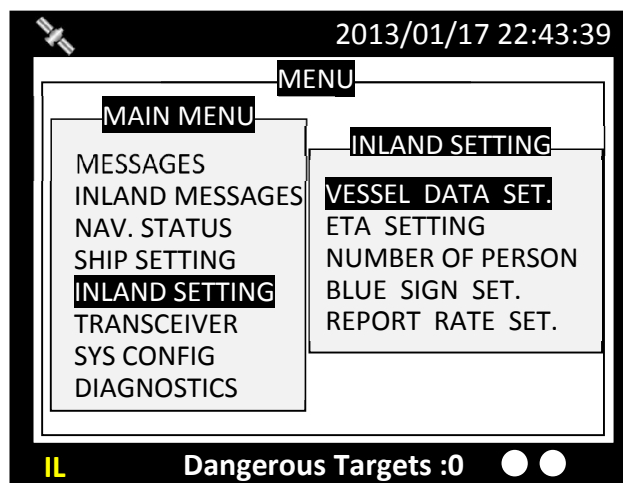 2013/01/17 22:43:39
MENU
MAIN MENU
MESSAGES
INLAND MESSAGES
NAV. STATUS
SHIP SETTING
INLAND SETTING
TRANSCEIVER
SYS CONFIG
DIAGNOSTICS
INLAND SETTING
VESSEL DATA SET.
ETA SETTING
NUMBER OF PERSON
BLUE SIGN SET.
REPORT RATE SET.
IL
Dangerous Targets :0